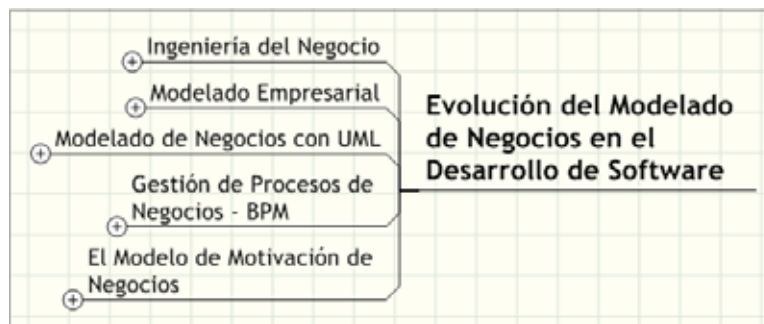 Ingeniería del Negocio
Modelado Empresarial
Modelado de Negocios con UML
Gestión de Procesos de
Negocios - BPM
El Modelo de Motivación de
Negocios
Evolución del Modelado
de Negocios en el
Desarrollo de Software